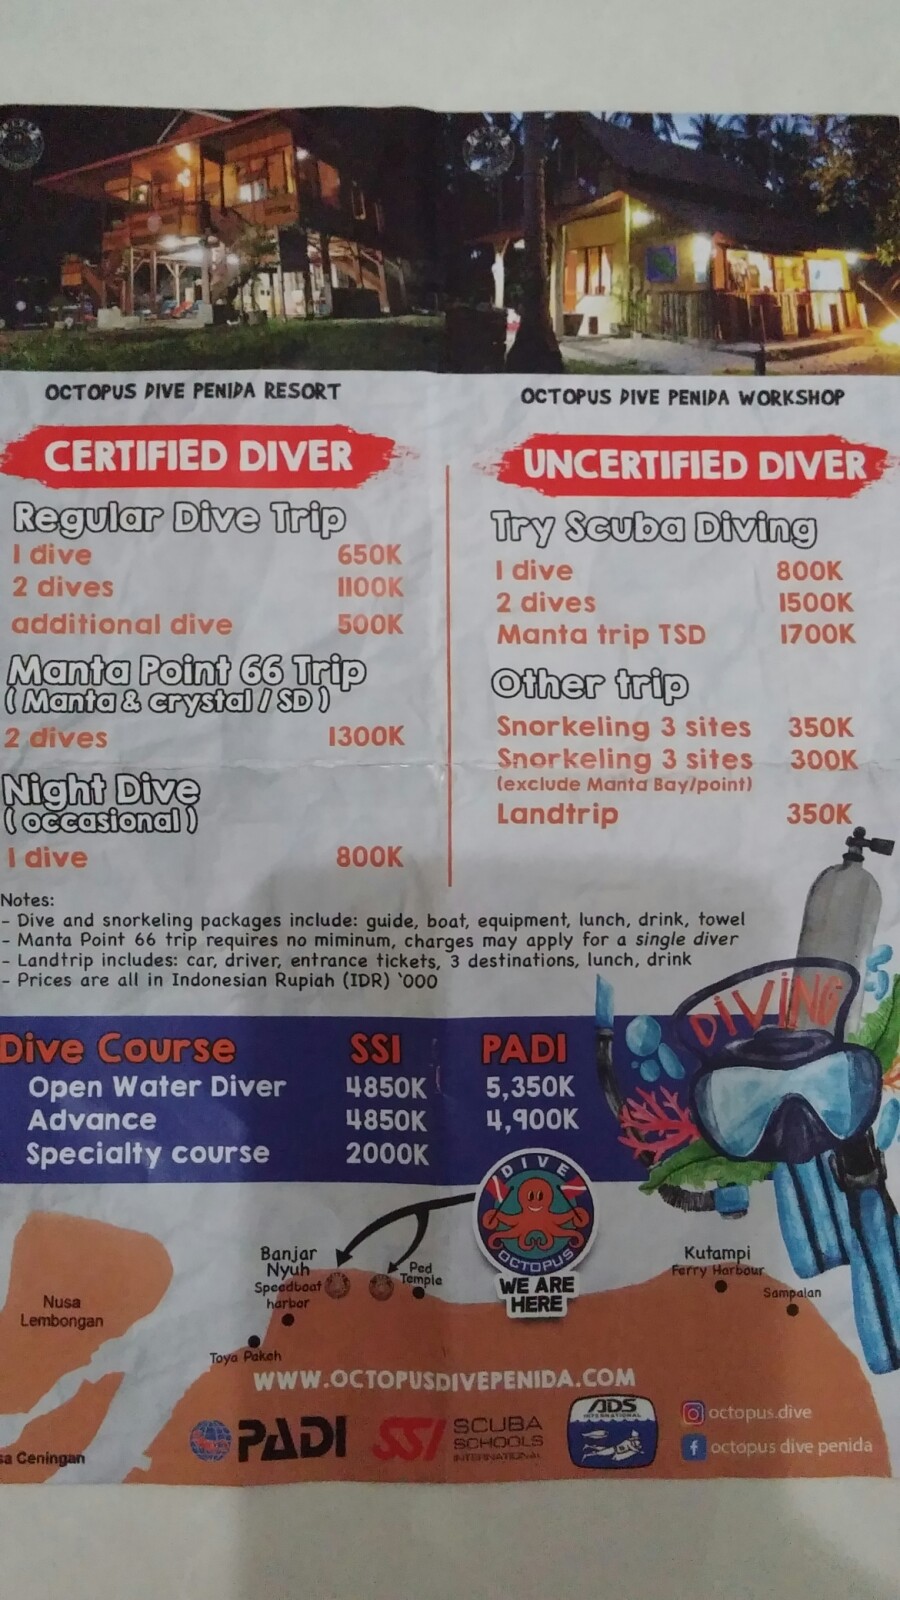 OCTOPUS DIVE PENIDA RESORT
OCTOPUS DIVE PENIDA WORKSHOP
CERTIFIED DIVER
Regular Dive Trip
1 dive 650K
2 dives 1100K
additional dive 500K
Manta Point 66 Trip
( Manta & crystal / SD )
2 dives 1300K
Night Dive
( occasional )
1 dive 800K
UNCERTIFIED DIVER
Try Scuba Diving
1 dive 800K
2 dives 1500K
Manta trip TSD 1700K
Other trip
Snorkeling 3 sites 350K
Snorkeling 3 sites 300K
(exclude Manta Bay/point)
Landtrip 350K
Notes:
- Dive and snorkeling packages include: guide, boat, equipment, lunch, drink, towel
- Manta Point 66 trip requires no miminum, charges may apply for a single diver
- Landtrip includes: car, driver, entrance tickets, 3 destinations, lunch, drink
- Prices are all in Indonesian Rupiah (IDR) '000
DIVING
Dive Course SSI PADI
Open Water Diver 4850K 5,350K
Advance 4850K 4,900K
Specialty course 2000K
DIVE
OCTOPUS
WE ARE
HERE
Banjar
Nyuh
Speedboat
harbor
Ped
Temple
Kutampi
Ferry Harbour
Sampalan
Nusa
Lembongan
Toya Pakeh
WWW.OCTOPUSDIVEPENIDA.COM
PADI
SSI
SCUBA
SCHOOLS
INTERNATIONAL
ADS
INTERNATIONAL
octopus.dive
octopus dive penida
sa Ceningan